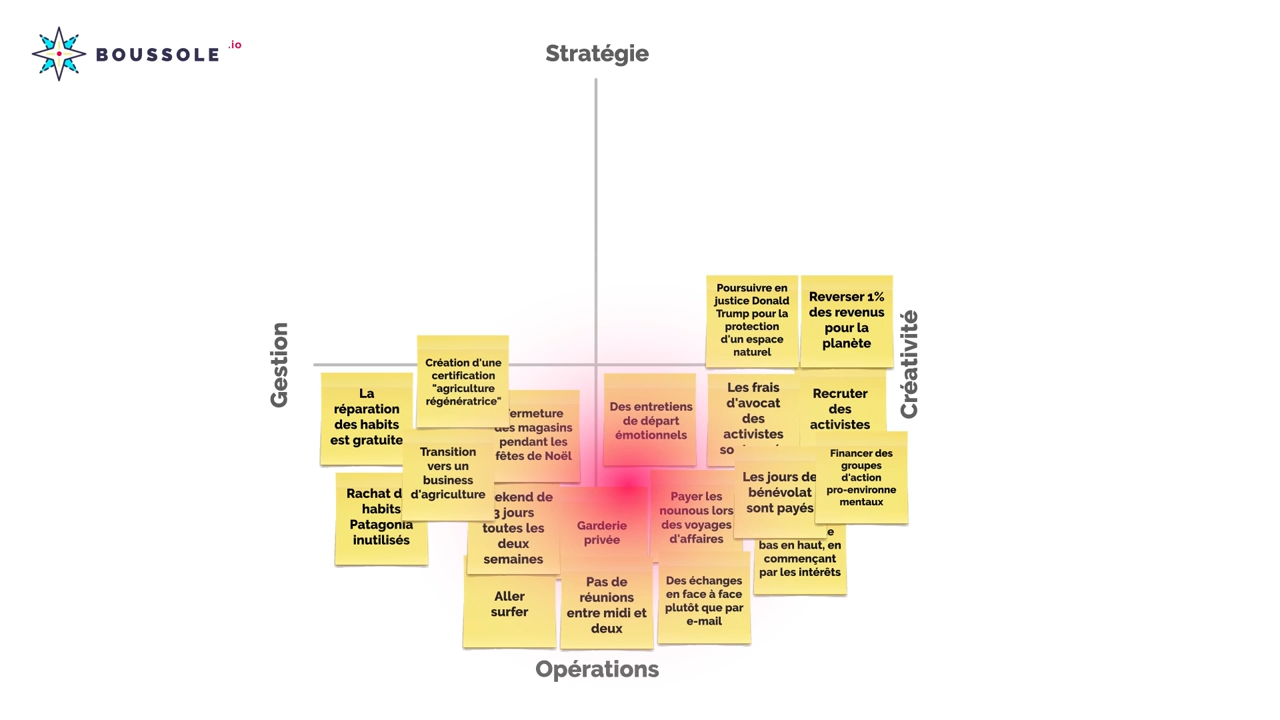 BOUSSOLE .io
Stratégie
Gestion
Créativité
Opérations
Poursuivre en
justice Donald
Trump pour la
protection
d'un espace
naturel
Reverser 1%
des revenus
pour la
planète
Création d'une
certification
"agriculture
régénératrice"
La
réparation
des habits
est gratuite
fermeture
des magasins
pendant les
fêtes de Noël
Des entretiens
de départ
émotionnels
Les frais
d'avocat
des
activistes
Recruter
des
activistes
Transition
vers un
business
d'agriculture
Financer des
groupes
d'action
pro-environne
mentaux
Rachat d
habits
Patagonia
inutilisés
ekend de
3 jours
toutes les
deux
semaines
Garderie
privée
Payer les
nounous lors
des voyages
d'affaires
Les jours de
bénévolat
sont payés
bas en haut, en
commençant
par les intérêts
Aller
surfer
Pas de
réunions
entre midi et
deux
Des échanges
en face à face
plutôt que par
e-mail